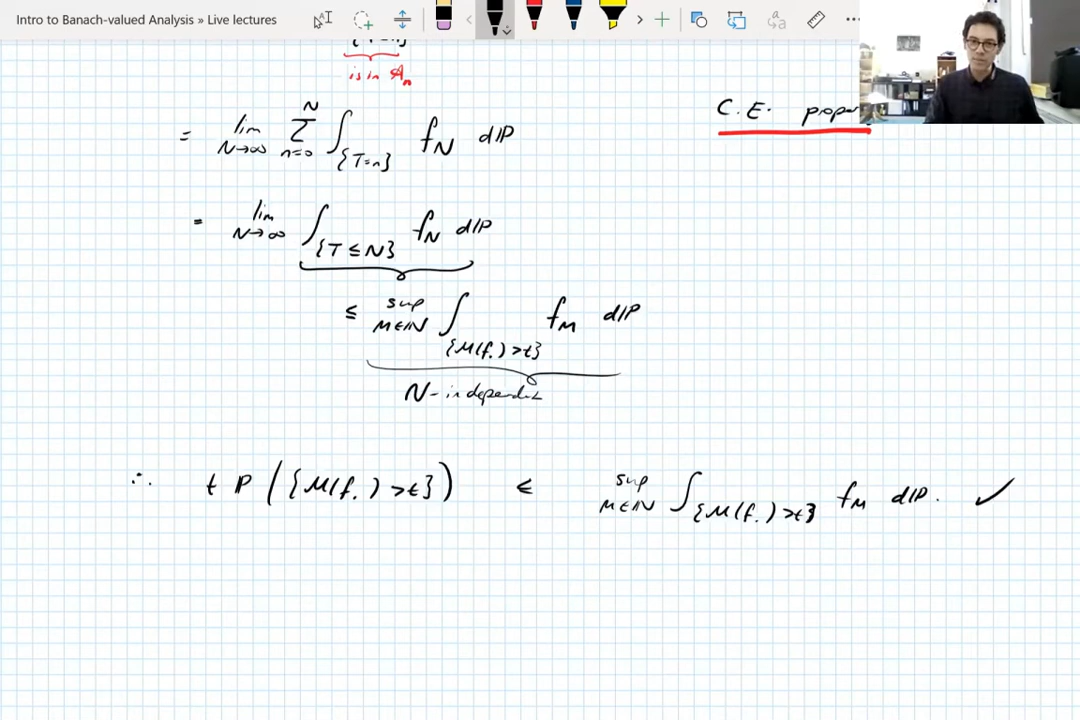 Intro to Banach-valued Analysis » Live lectures
is in 𝒜ₙ
C.E. prope
= lim_{N→∞} Σ_{n=0}^{N} ∫_{{T=n}} f_N dℙ
= lim_{N→∞} ∫_{{T≤N}} f_N dℙ
≤ sup_{M∈ℕ} ∫_{{M(f.)>t}} f_M dℙ
N-independent
∴ t ℙ({M(f.)>t}) ≤ sup_{M∈ℕ} ∫_{{M(f.)>t}} f_M dℙ. ✓